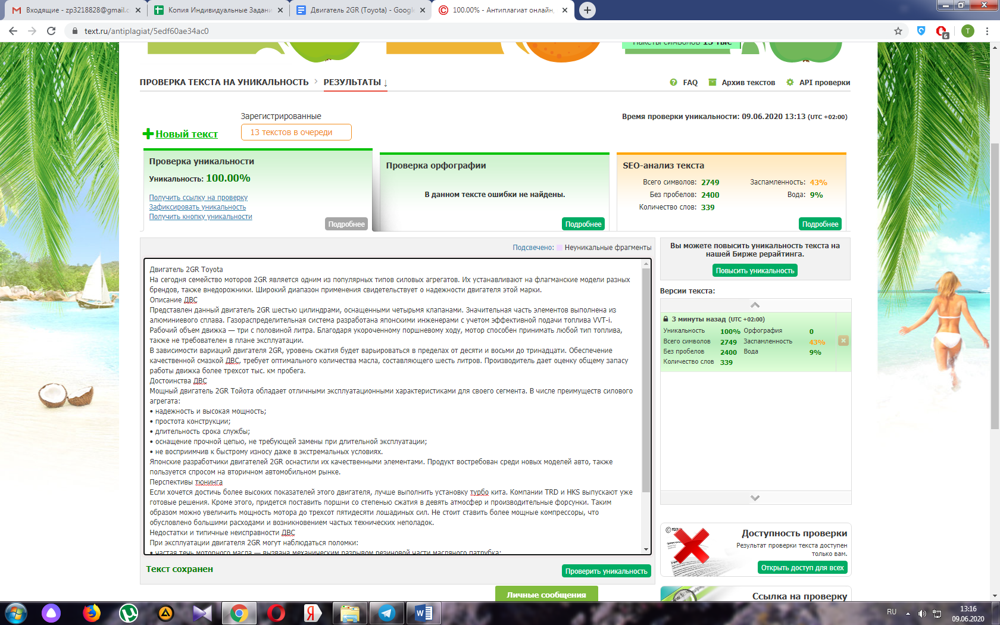 Входящие - zp3218828@gmail.c
Копия Индивидуальные Задани
Двигатель 2GR (Toyota) - Google
100.00% - Антиплагиат онлайн,
text.ru/antiplagiat/5edf60ae34ac0
6
T
Пакеты символов 15 тыс
ПРОВЕРКА ТЕКСТА НА УНИКАЛЬНОСТЬ > РЕЗУЛЬТАТЫ ↓
? FAQ Архив текстов API проверки
Зарегистрированные
Время проверки уникальности: 09.06.2020 13:13 (UTC +02:00)
Новый текст
13 текстов в очереди
Проверка уникальности
Уникальность: 100.00%
Получить ссылку на проверку
Зафиксировать уникальность
Получить кнопку уникальности
Подробнее
Проверка орфографии
В данном тексте ошибки не найдены.
Подробнее
SEO-анализ текста
Всего символов: 2749 Заспамленность: 43%
Без пробелов: 2400 Вода: 9%
Количество слов: 339
Подробнее
Подсвечено: Неуникальные фрагменты
Двигатель 2GR Toyota
На сегодня семейство моторов 2GR является одним из популярных типов силовых агрегатов. Их устанавливают на флагманские модели разных
брендов, также внедорожники. Широкий диапазон применения свидетельствует о надежности двигателя этой марки.
Описание ДВС
Представлен данный двигатель 2GR шестью цилиндрами, оснащенными четырьмя клапанами. Значительная часть элементов выполнена из
алюминиевого сплава. Газораспределительная система разработана японскими инженерами с учетом эффективной подачи топлива VVT-i.
Рабочий объем движка — три с половиной литра. Благодаря укороченному поршневому ходу, мотор способен принимать любой тип топлива,
также не требователен в плане эксплуатации.
В зависимости вариаций двигателя 2GR, уровень сжатия будет варьироваться в пределах от десяти и восьми до тринадцати. Обеспечение
качественной смазкой ДВС, требует оптимального количества масла, составляющего шесть литров. Производитель дает оценку общему запасу
работы движка более трехсот тыс. км пробега.
Достоинства ДВС
Мощный двигатель 2GR Тойота обладает отличными эксплуатационными характеристиками для своего сегмента. В числе преимуществ силового
агрегата:
• надежность и высокая мощность;
• простота конструкции;
• длительность срока службы;
• оснащение прочной цепью, не требующей замены при длительной эксплуатации;
• не восприимчив к быстрому износу даже в экстремальных условиях.
Японские разработчики двигателей 2GR оснастили их качественными элементами. Продукт востребован среди новых моделей авто, также
пользуется спросом на вторичном автомобильном рынке.
Перспективы тюнинга
Если хочется достичь более высоких показателей этого двигателя, лучше выполнить установку турбо кита. Компании TRD и HKS выпускают уже
готовые решения. Кроме этого, придется поставить поршни со степенью сжатия в девять атмосфер и производительные форсунки. Таким
образом можно увеличить мощность мотора до трехсот пятидесяти лошадиных сил. Не стоит ставить более мощные компрессоры, что
обусловлено большими расходами и возникновением частых технических неполадок.
Недостатки и типичные неисправности ДВС
При эксплуатации двигателя 2GR могут наблюдаться поломки:
• частая течь моторного масла — вызвана механическим разрывом резиновой части масляного патрубка;
Текст сохранен
Проверить уникальность
Личные сообщения
Вы можете повысить уникальность текста на
нашей Бирже рерайтинга.
Повысить уникальность
Версии текста:
3 минуты назад (UTC +02:00)
Уникальность 100% Орфография 0
Всего символов 2749 Заспамленность 43%
Без пробелов 2400 Вода 9%
Количество слов 339
Доступность проверки
Результат проверки текста доступен
только вам.
Открыть доступ для всех
Ссылка на проверку
RU
13:16
09.06.2020